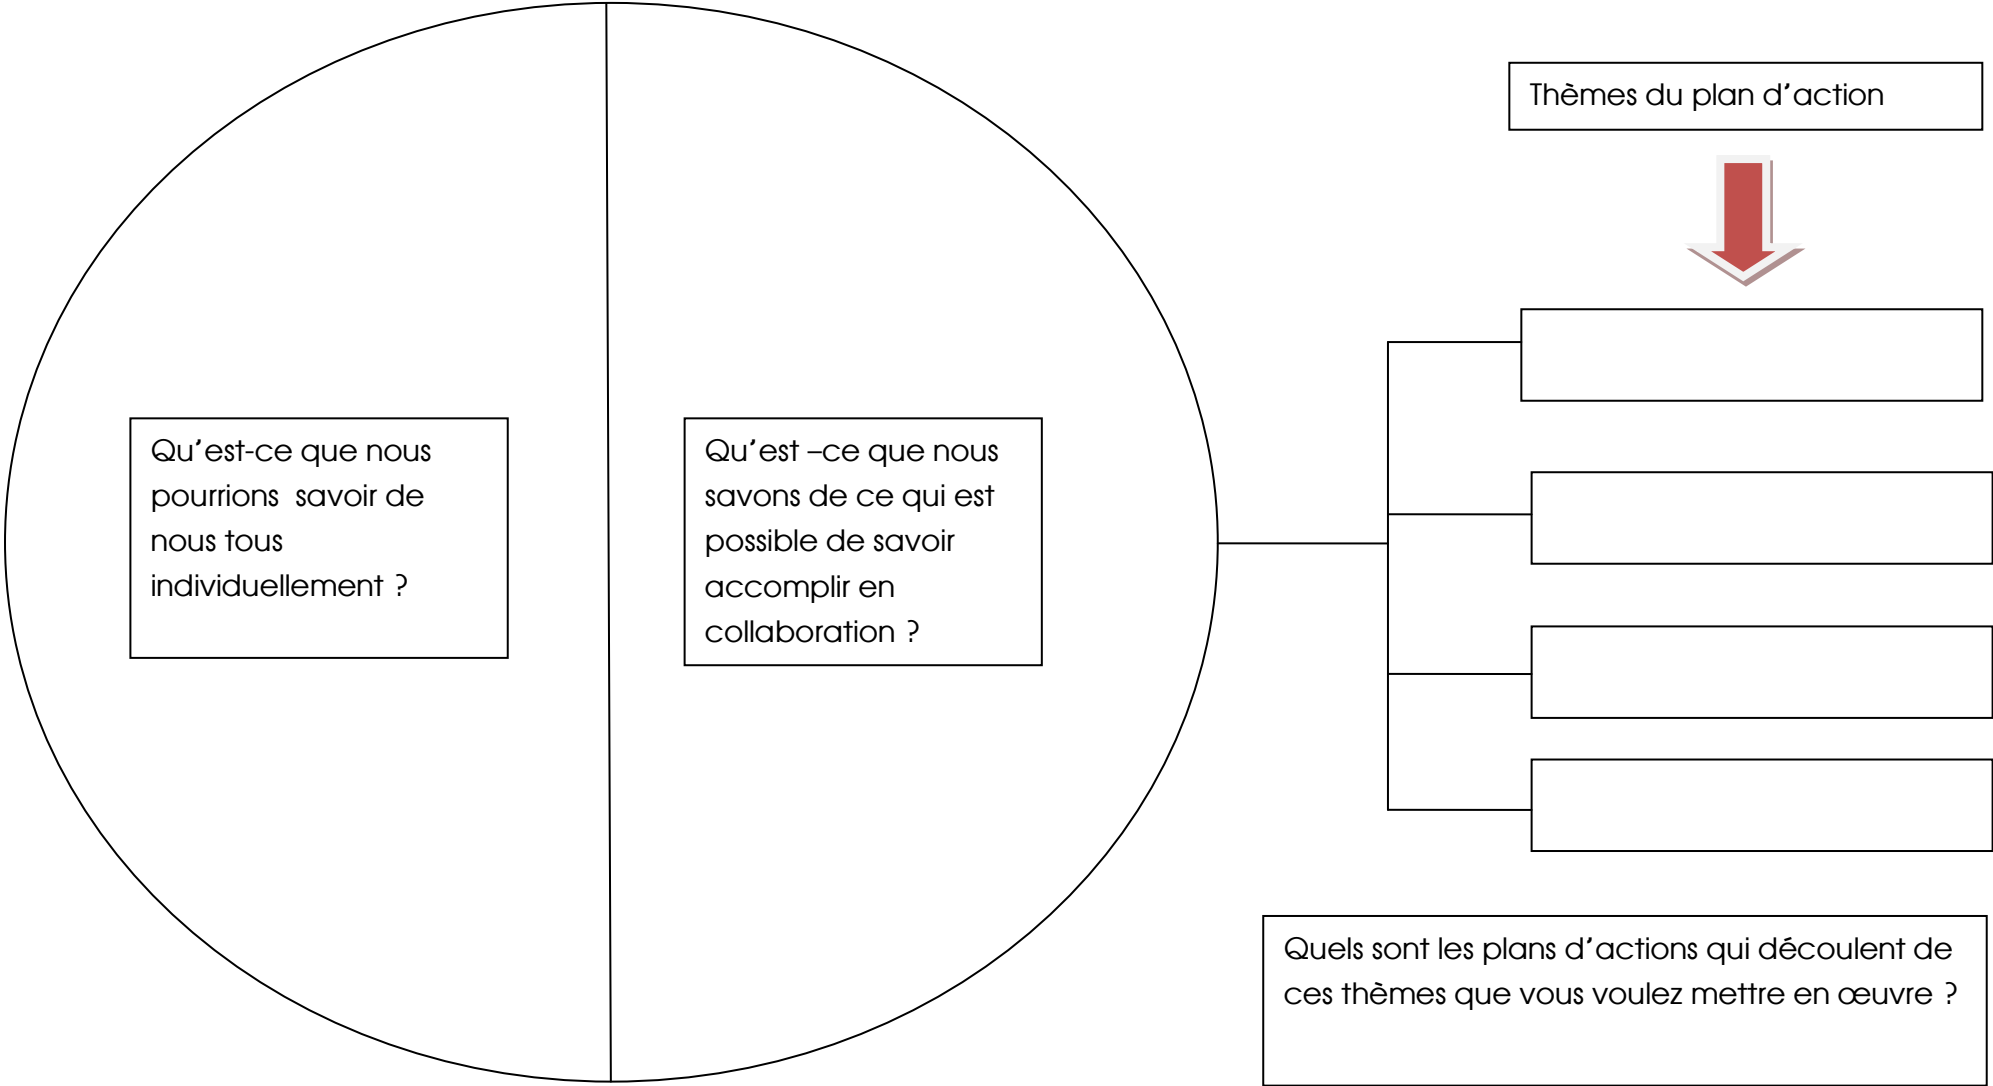 Thèmes du plan d’action
Qu’est-ce que nous
pourrions  savoir de
nous tous
individuellement ?
Qu’est –ce que nous
savons de ce qui est
possible de savoir
accomplir en
collaboration ?
Quels sont les plans d’actions qui découlent de
ces thèmes que vous voulez mettre en œuvre ?